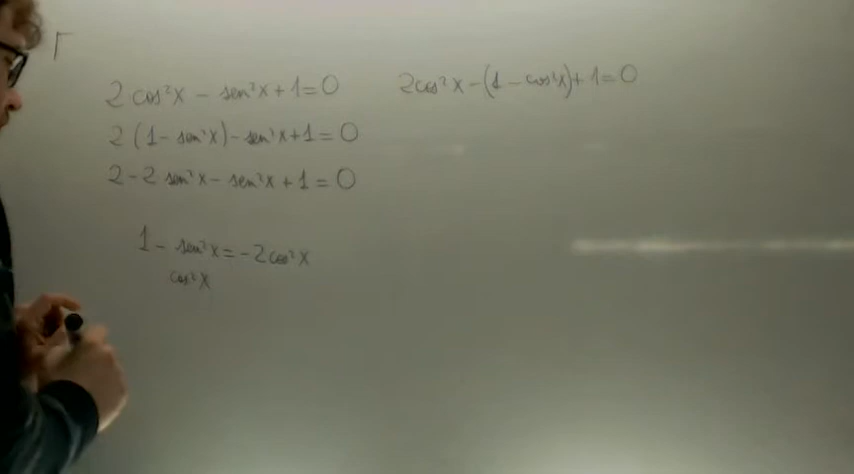 2 cos²x - sen²x + 1 = 0
2 (1 - sen²x) - sen²x + 1 = 0
2 - 2 sen²x - sen²x + 1 = 0
1 - sen²x = -2 cos²x
cos²x
2cos²x - (1 - cos²x) + 1 = 0